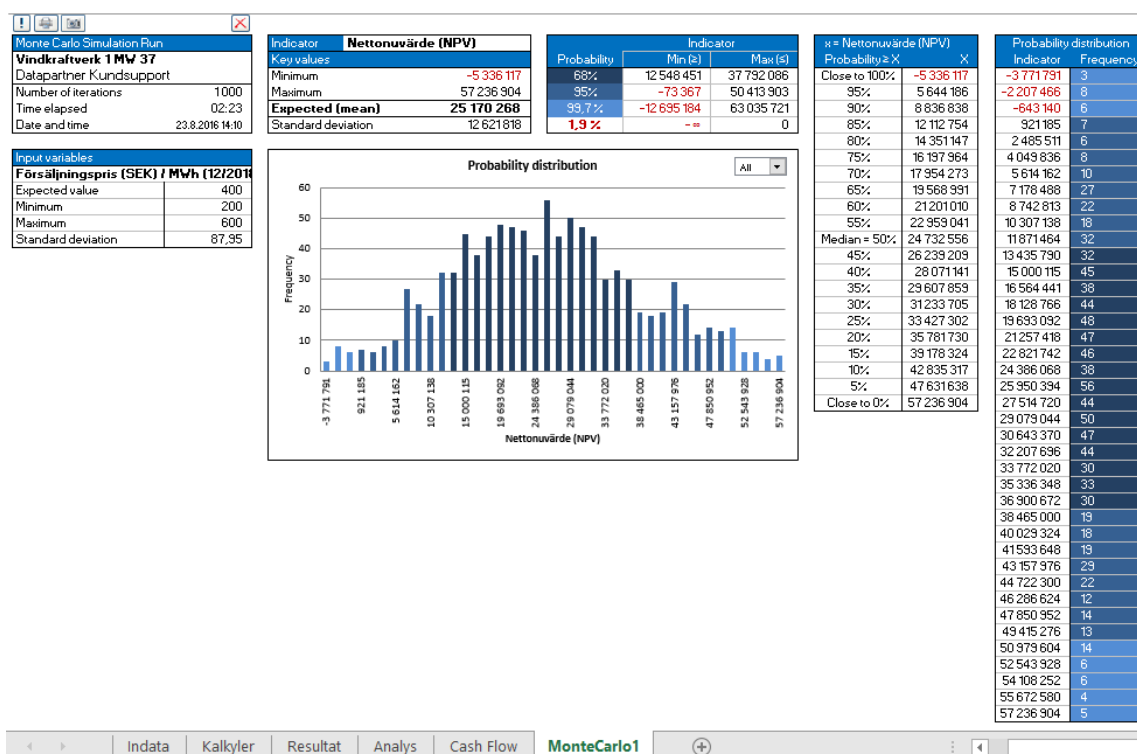 Monte Carlo Simulation Run
Vindkraftverk 1 MW 37
Datapartner Kundsupport
Number of iterations 1000
Time elapsed 02:23
Date and time 23.8.2016 14:10
Input variables
Försäljningspris (SEK) / MWh (12/201
Expected value 400
Minimum 200
Maximum 600
Standard deviation 87,95
Indicator Nettonuvärde (NPV)
Key values
Minimum -5 336 117
Maximum 57 236 904
Expected (mean) 25 170 268
Standard deviation 12 621 818
Indicator
Probability Min (≥) Max (≤)
68% 12 548 451 37 792 086
95% -73 367 50 413 903
99,7 % -12 695 184 63 035 721
1,9 % - ∞ 0
Probability distribution
All
Frequency
60
50
40
30
20
10
0
-3 771 791
921 185
5 614 162
10 307 138
15 000 115
19 693 092
24 386 068
29 079 044
33 772 020
38 465 000
43 157 976
47 850 952
52 543 928
57 236 904
Nettonuvärde (NPV)
x = Nettonuvärde (NPV)
Probability ≥ X X
Close to 100% -5 336 117
95% 5 644 186
90% 8 836 838
85% 12 112 754
80% 14 351 147
75% 16 197 964
70% 17 954 273
65% 19 568 991
60% 21 201 010
55% 22 959 041
Median = 50% 24 732 556
45% 26 239 209
40% 28 071 141
35% 29 607 859
30% 31 233 705
25% 33 427 302
20% 35 781 730
15% 39 178 324
10% 42 835 317
5% 47 631 638
Close to 0% 57 236 904
Probability distribution
Indicator Frequency
-3 771 791 3
-2 207 466 8
-643 140 6
921 185 7
2 485 511 6
4 049 836 8
5 614 162 10
7 178 488 27
8 742 813 22
10 307 138 18
11 871 464 32
13 435 790 32
15 000 115 45
16 564 441 38
18 128 766 44
19 693 092 48
21 257 418 47
22 821 742 46
24 386 068 38
25 950 394 56
27 514 720 44
29 079 044 50
30 643 370 47
32 207 696 44
33 772 020 30
35 336 348 33
36 900 672 30
38 465 000 19
40 029 324 18
41 593 648 19
43 157 976 29
44 722 300 22
46 286 624 12
47 850 952 14
49 415 276 13
50 979 604 14
52 543 928 6
54 108 252 6
55 672 580 4
57 236 904 5
Indata Kalkyler Resultat Analys Cash Flow MonteCarlo1